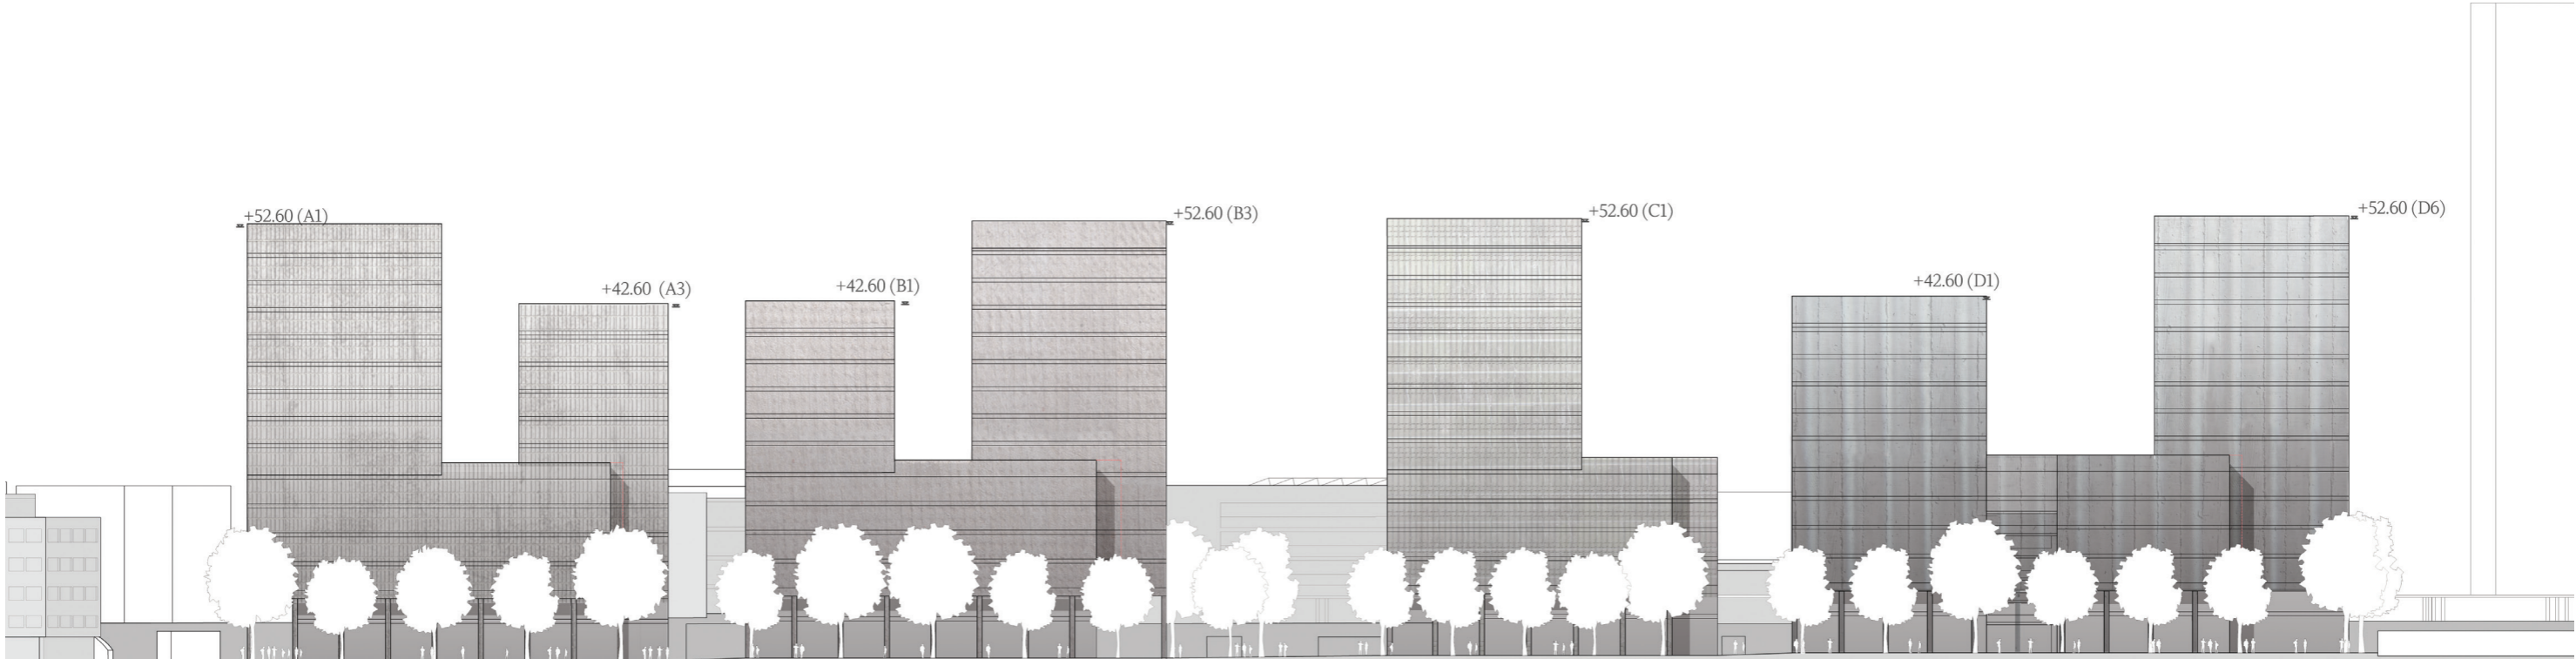 +52.60 (A1)
+42.60 (A3)
+42.60 (B1)
+52.60 (B3)
+52.60 (C1)
+42.60 (D1)
+52.60 (D6)